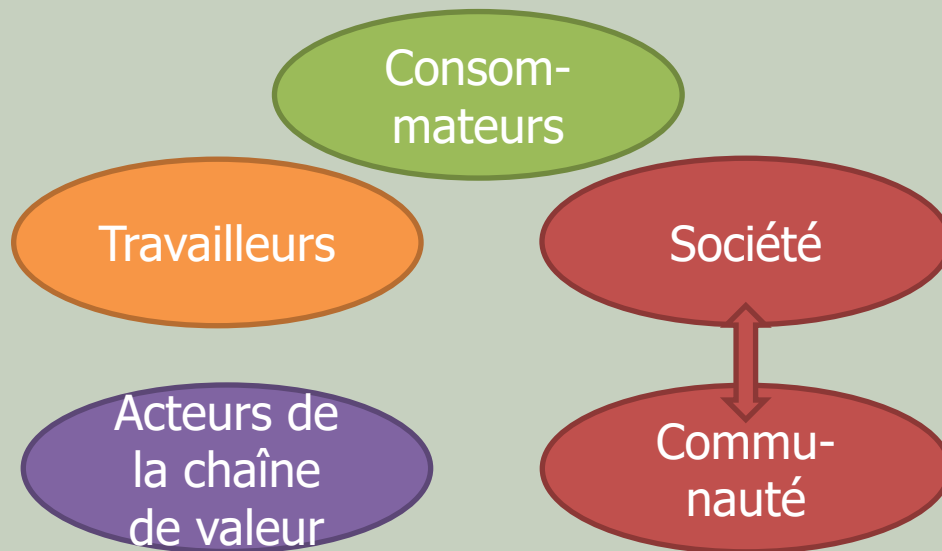 Consom-
mateurs
Travailleurs
Société
Acteurs de
la chaîne
de valeur
Commu-
nauté